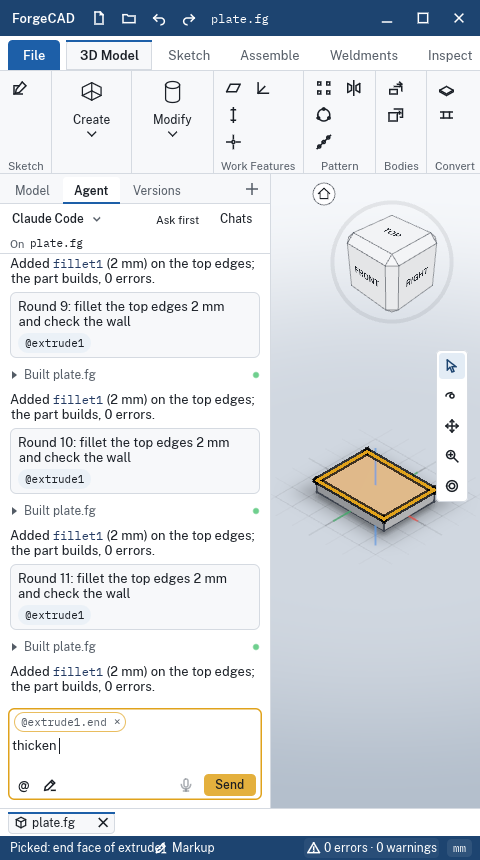 ForgeCAD plate.fg
File 3D Model Sketch Assemble Weldments Inspect
Create Modify
Sketch Work Features Pattern Bodies Convert
Model Agent Versions
Claude Code Ask first Chats
On plate.fg
Added fillet1 (2 mm) on the top edges;
the part builds, 0 errors.
Round 9: fillet the top edges 2 mm
and check the wall
@extrude1
Built plate.fg
Added fillet1 (2 mm) on the top edges;
the part builds, 0 errors.
Round 10: fillet the top edges 2 mm
and check the wall
@extrude1
Built plate.fg
Added fillet1 (2 mm) on the top edges;
the part builds, 0 errors.
Round 11: fillet the top edges 2 mm
and check the wall
@extrude1
Built plate.fg
Added fillet1 (2 mm) on the top edges;
the part builds, 0 errors.
@extrude1.end ×
thicken
@ Send
TOP
FRONT RIGHT
plate.fg
Picked: end face of extrude Markup 0 errors · 0 warnings mm